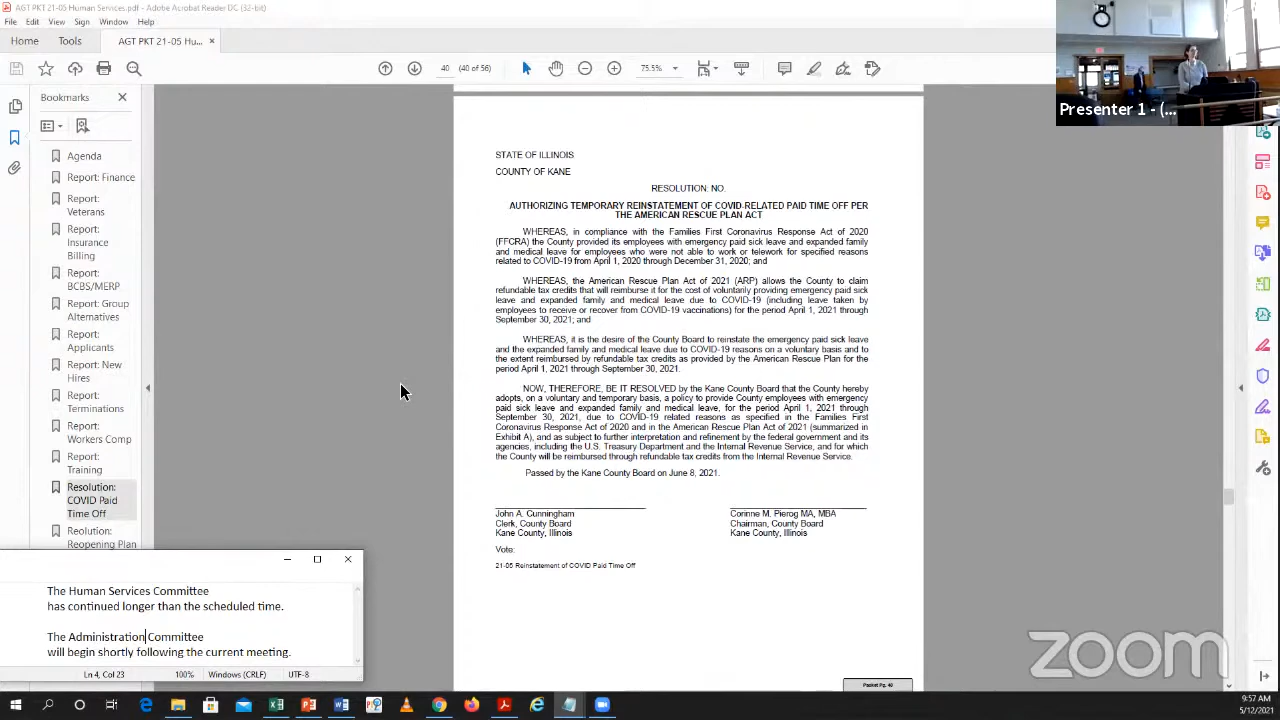 AGT PKT 21-05 Human Services.pdf - Adobe Acrobat Reader DC (32-bit)
File Edit View Sign Window Help
Home Tools AGT PKT 21-05 Hu... ×
40 (40 of 56) 75.5%
Bookmarks
Agenda
Report: Finance
Report:
Veterans
Report:
Insurance
Billing
Report:
BCBS/MERP
Report: Group
Alternatives
Report:
Applicants
Report: New
Hires
Report:
Terminations
Report:
Workers Comp
Report:
Training
Resolution:
COVID Paid
Time Off
Reolution:
Reopening Plan
STATE OF ILLINOIS
COUNTY OF KANE
RESOLUTION: NO.
AUTHORIZING TEMPORARY REINSTATEMENT OF COVID-RELATED PAID TIME OFF PER
THE AMERICAN RESCUE PLAN ACT
WHEREAS, in compliance with the Families First Coronavirus Response Act of 2020
(FFCRA) the County provided its employees with emergency paid sick leave and expanded family
and medical leave for employees who were not able to work or telework for specified reasons
related to COVID-19 from April 1, 2020 through December 31, 2020; and
WHEREAS, the American Rescue Plan Act of 2021 (ARP) allows the County to claim
refundable tax credits that will reimburse it for the cost of voluntarily providing emergency paid sick
leave and expanded family and medical leave due to COVID-19 (including leave taken by
employees to receive or recover from COVID-19 vaccinations) for the period April 1, 2021 through
September 30, 2021; and
WHEREAS, it is the desire of the County Board to reinstate the emergency paid sick leave
and the expanded family and medical leave due to COVID-19 reasons on a voluntary basis and to
the extent reimbursed by refundable tax credits as provided by the American Rescue Plan for the
period April 1, 2021 through September 30, 2021.
NOW, THEREFORE, BE IT RESOLVED by the Kane County Board that the County hereby
adopts, on a voluntary and temporary basis, a policy to provide County employees with emergency
paid sick leave and expanded family and medical leave, for the period April 1, 2021 through
September 30, 2021, due to COVID-19 related reasons as specified in the Families First
Coronavirus Response Act of 2020 and in the American Rescue Plan Act of 2021 (summarized in
Exhibit A), and as subject to further interpretation and refinement by the federal government and its
agencies, including the U.S. Treasury Department and the Internal Revenue Service, and for which
the County will be reimbursed through refundable tax credits from the Internal Revenue Service.
Passed by the Kane County Board on June 8, 2021.
John A. Cunningham Corinne M. Pierog MA, MBA
Clerk, County Board Chairman, County Board
Kane County, Illinois Kane County, Illinois
Vote:
21-05 Reinstatement of COVID Paid Time Off
Packet Pg. 40
Presenter 1 - (...
The Human Services Committee
has continued longer than the scheduled time.
The Administration Committee
will begin shortly following the current meeting.
Ln 4, Col 23 100% Windows (CRLF) UTF-8
zoom
9:57 AM
5/12/2021